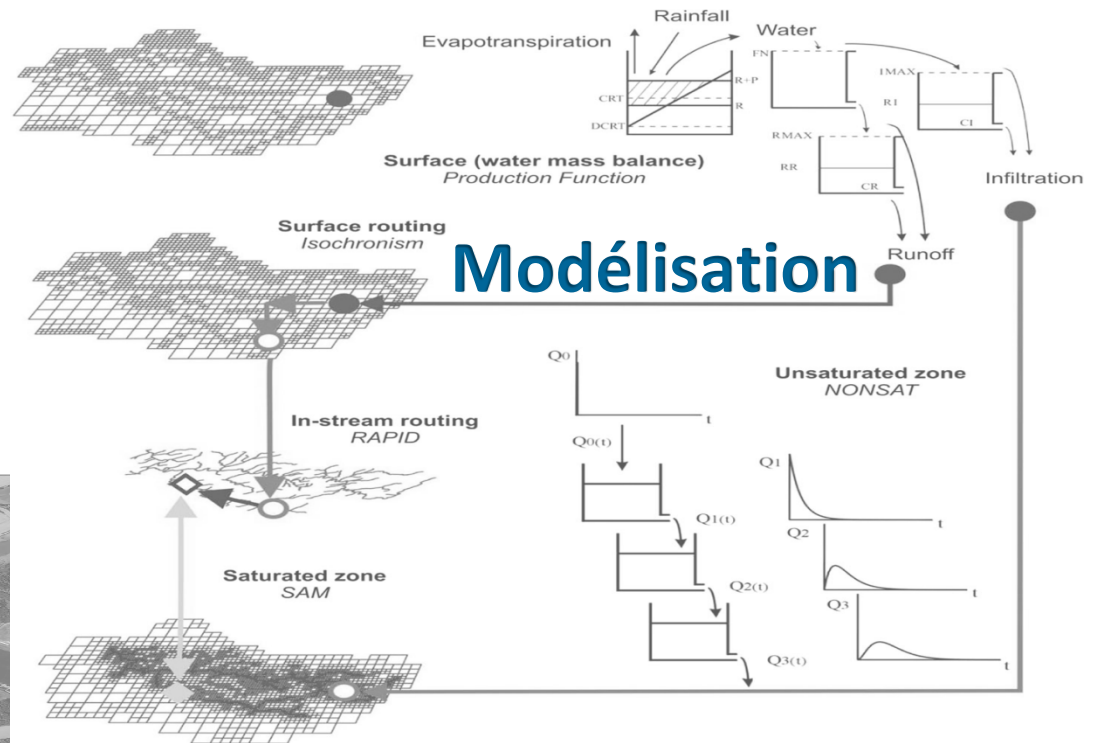 Rainfall
Evapotranspiration
Water
FN
R+P
CRT
R
DCRT
IMAX
RI
CI
RMAX
RR
CR
Surface (water mass balance)
Production Function
Infiltration
Surface routing
Isochronism
Modélisation
Runoff
Q0
t
Unsaturated zone
NONSAT
In-stream routing
RAPID
Q0(t)
Q1
t
Q1(t)
Q2
t
Q2(t)
Q3
t
Q3(t)
Saturated zone
SAM